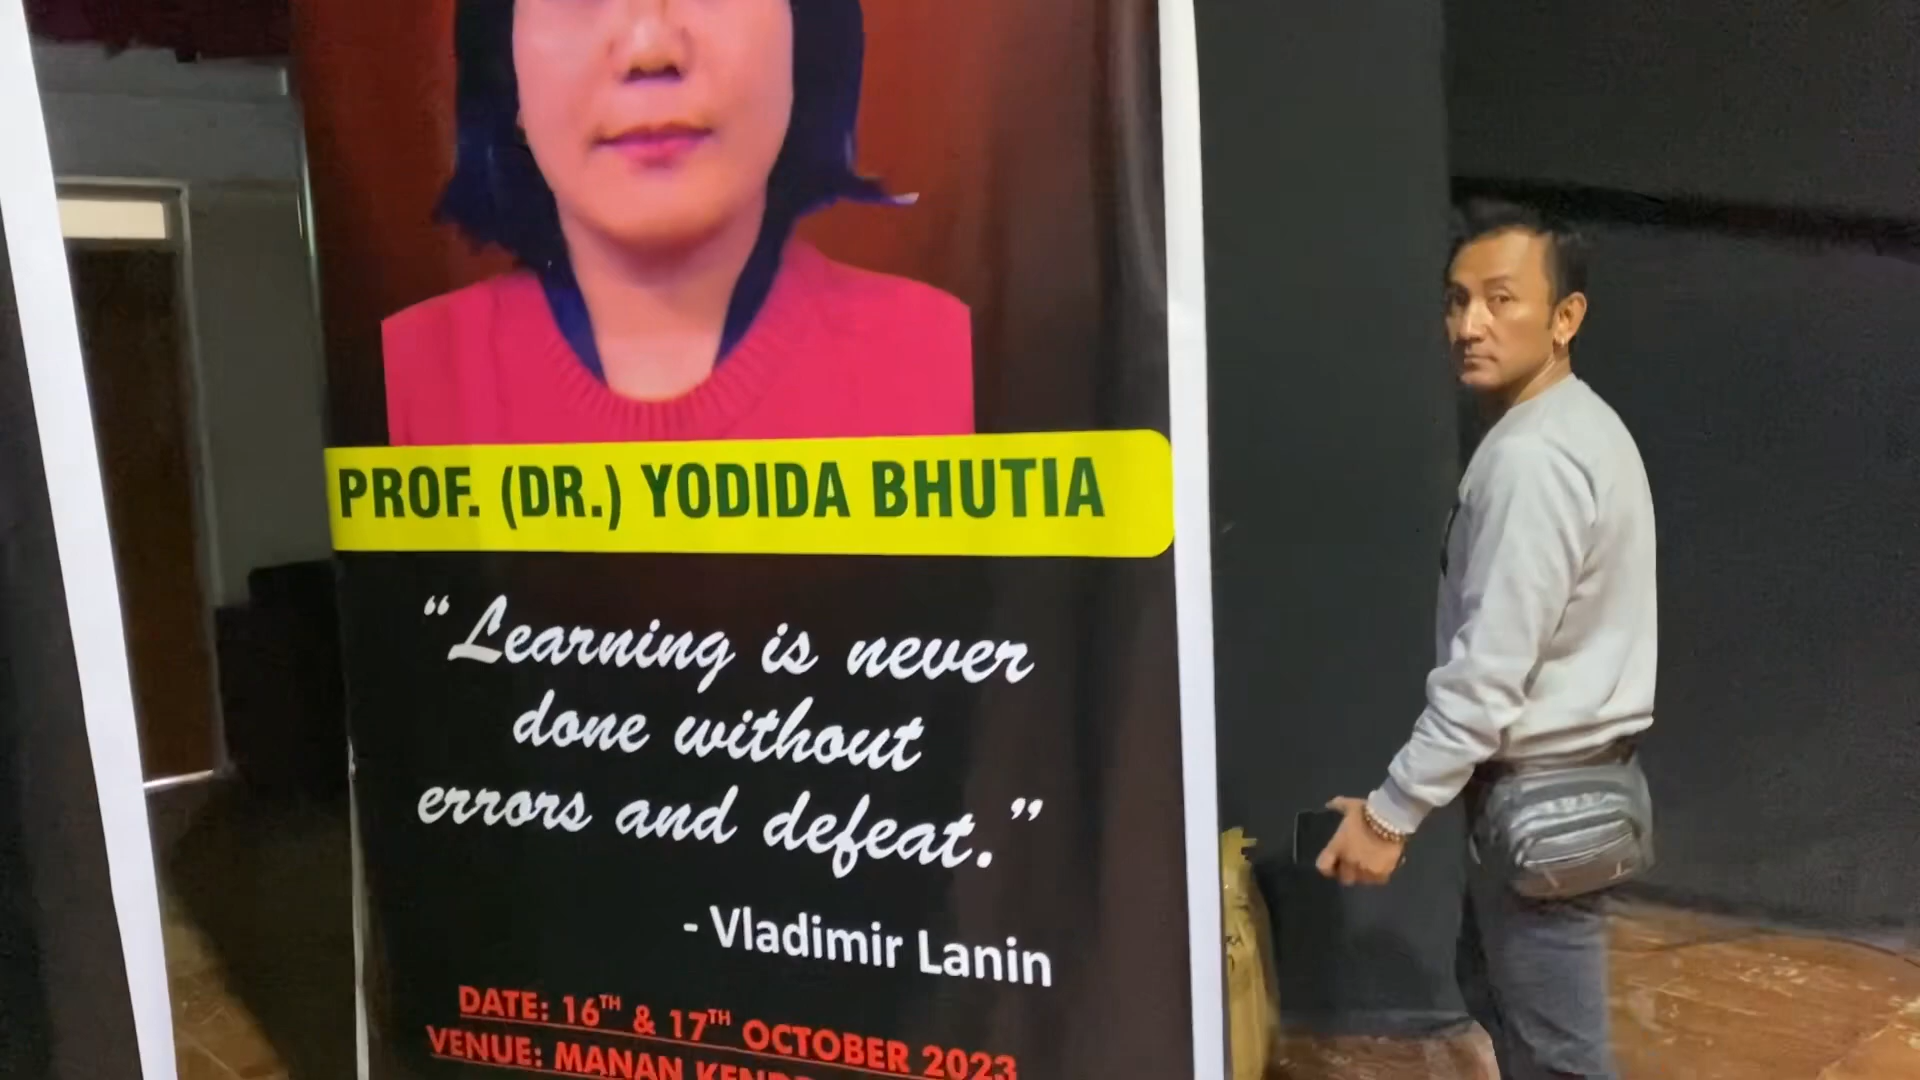 PROF. (DR.) YODIDA BHUTIA
“Learning is never
done without
errors and defeat.”
- Vladimir Lanin
DATE: 16TH & 17TH OCTOBER 2023
VENUE: MANAN